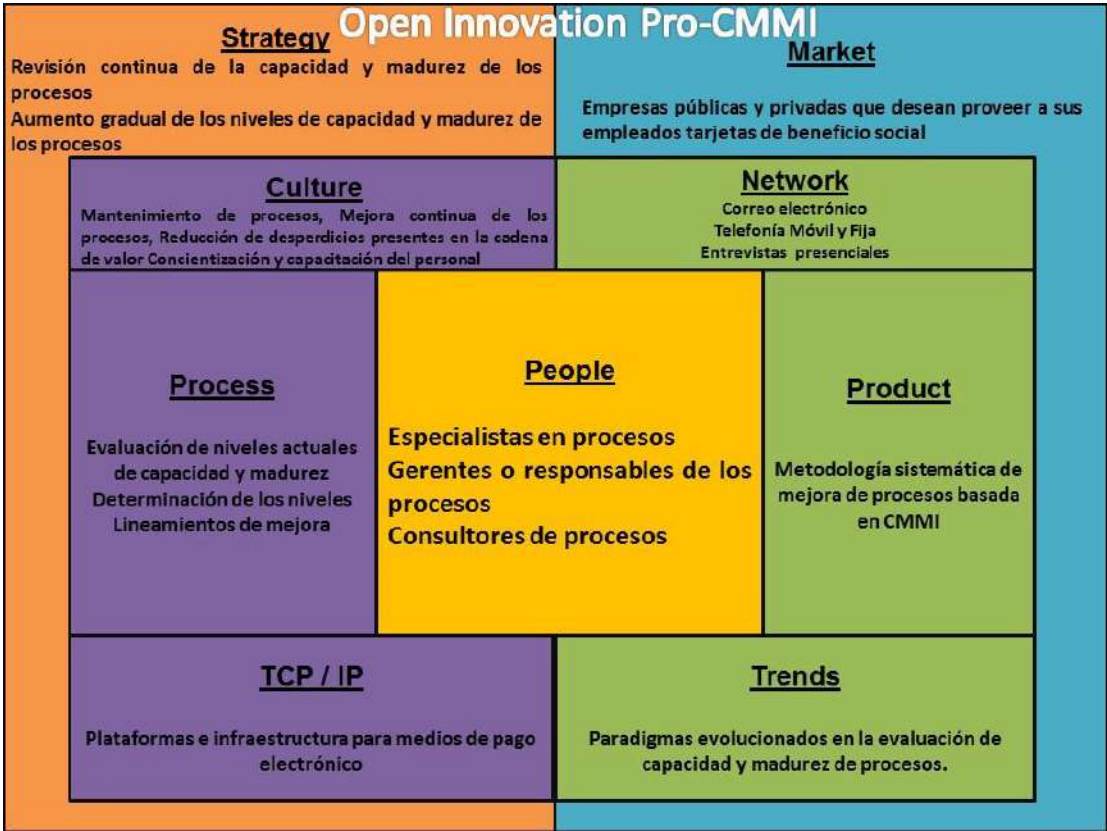 Open Innovation Pro-CMMI
Strategy
Revisión continua de la capacidad y madurez de los
procesos
Aumento gradual de los niveles de capacidad y madurez de
los procesos
Market
Empresas públicas y privadas que desean proveer a sus
empleados tarjetas de beneficio social
Culture
Mantenimiento de procesos, Mejora continua de los
procesos, Reducción de desperdicios presentes en la cadena
de valor Concientización y capacitación del personal
Network
Correo electrónico
Telefonía Móvil y Fija
Entrevistas presenciales
Process
Evaluación de niveles actuales
de capacidad y madurez
Determinación de los niveles
Lineamientos de mejora
People
Especialistas en procesos
Gerentes o responsables de los
procesos
Consultores de procesos
Product
Metodología sistemática de
mejora de procesos basada
en CMMI
TCP / IP
Plataformas e infraestructura para medios de pago
electrónico
Trends
Paradigmas evolucionados en la evaluación de
capacidad y madurez de procesos.